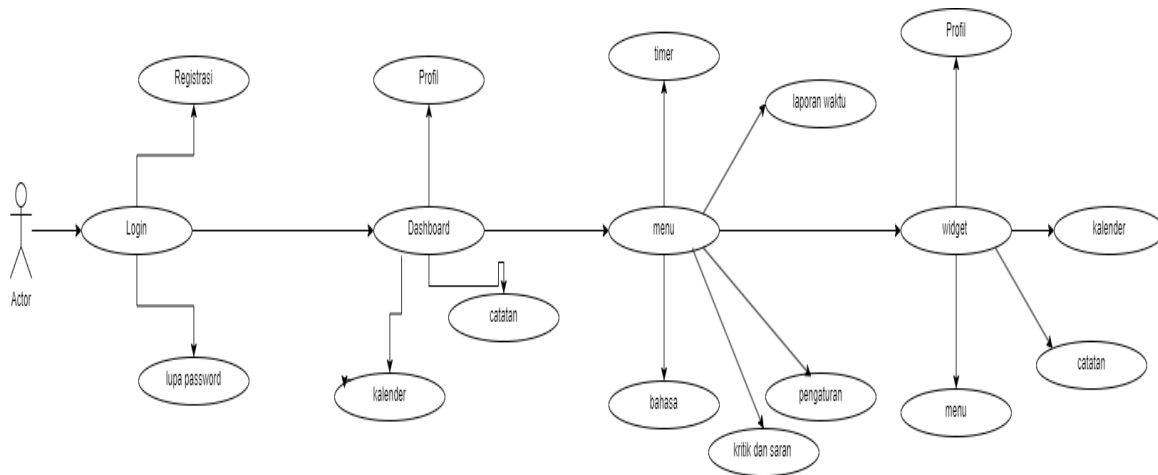 Profil
timer
Registrasi
Profil
laporan waktu
Actor
Login
Dashboard
menu
widget
kalender
catatan
catatan
lupa password
kalender
bahasa
pengaturan
menu
kritik dan saran